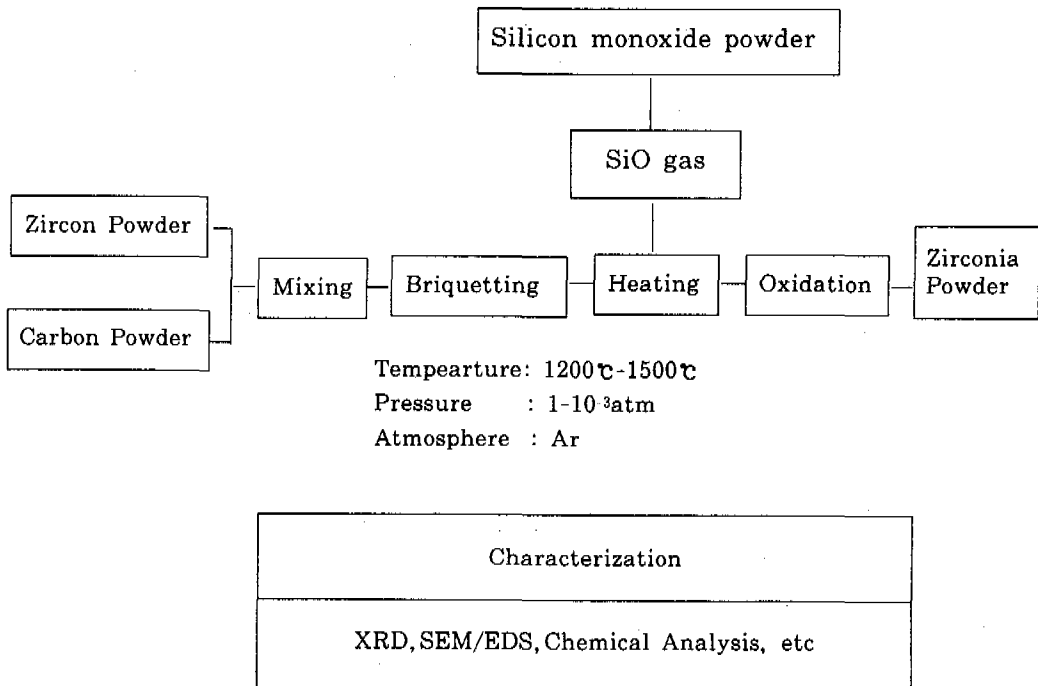 Silicon monoxide powder
SiO gas
Zircon Powder
Carbon Powder
Mixing
Briquetting
Heating
Oxidation
Zirconia
Powder
Tempearture: 1200℃-1500℃
Pressure : 1-10⁻³atm
Atmosphere : Ar
Characterization
XRD, SEM/EDS, Chemical Analysis, etc